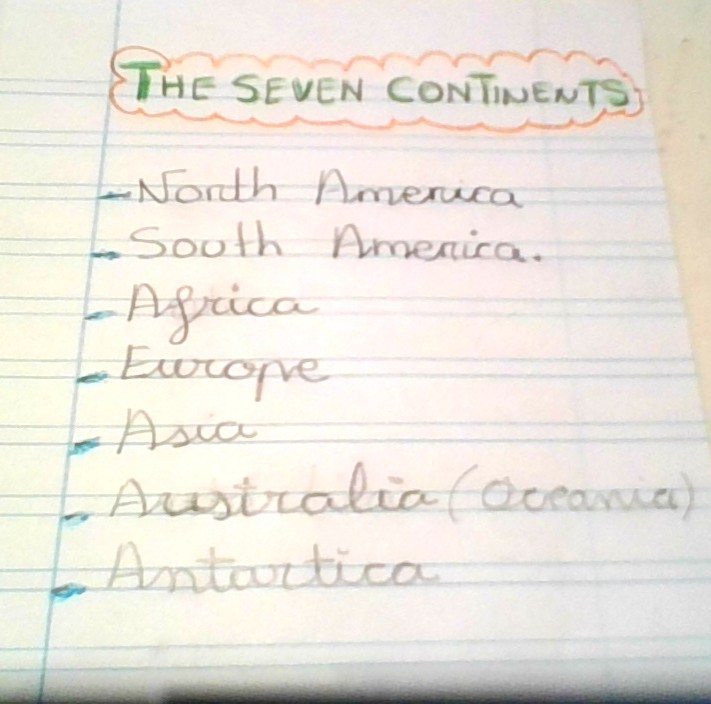 THE SEVEN CONTINENTS
- North America
- South America.
- Africa
- Europe
- Asia
- Australia (Oceania)
- Antartica